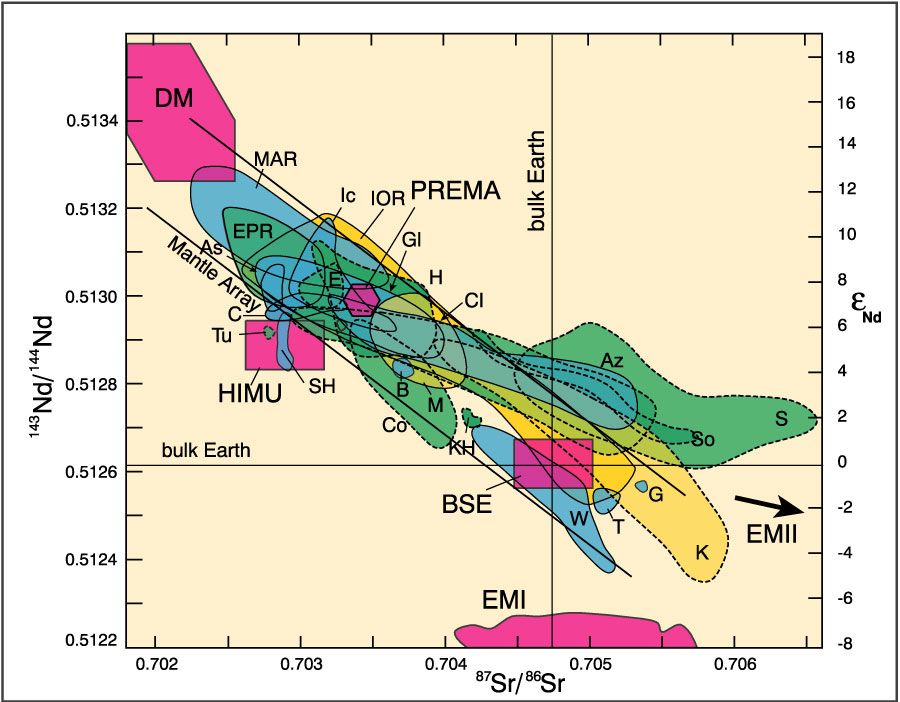 DM
MAR
Ic
IOR
PREMA
EPR
Gl
As
Mantle Array
E
H
CI
C
Tu
HIMU
SH
B
M
Co
KH
Az
S
So
bulk Earth
bulk Earth
BSE
W
T
G
K
EMII
EMI
0.5134
0.5132
0.5130
0.5128
0.5126
0.5124
0.5122
¹⁴³Nd/¹⁴⁴Nd
18
16
14
12
10
8
6
4
2
0
-2
-4
-6
-8
εNd
0.702
0.703
0.704
0.705
0.706
⁸⁷Sr/⁸⁶Sr